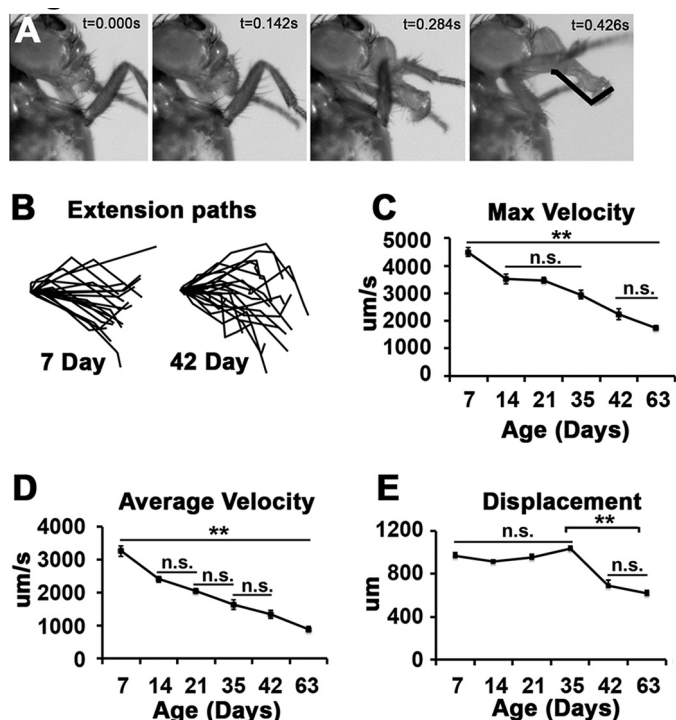 A
t=0.000s
t=0.142s
t=0.284s
t=0.426s
B
Extension paths
7 Day
42 Day
C
Max Velocity
**
n.s.
n.s.
5000
4000
3000
2000
1000
0
um/s
7 14 21 35 42 63
Age (Days)
D
Average Velocity
**
n.s.
n.s.
n.s.
4000
3000
2000
1000
0
um/s
7 14 21 35 42 63
Age (Days)
E
Displacement
n.s.
**
n.s.
1200
800
400
0
um
7 14 21 35 42 63
Age (Days)